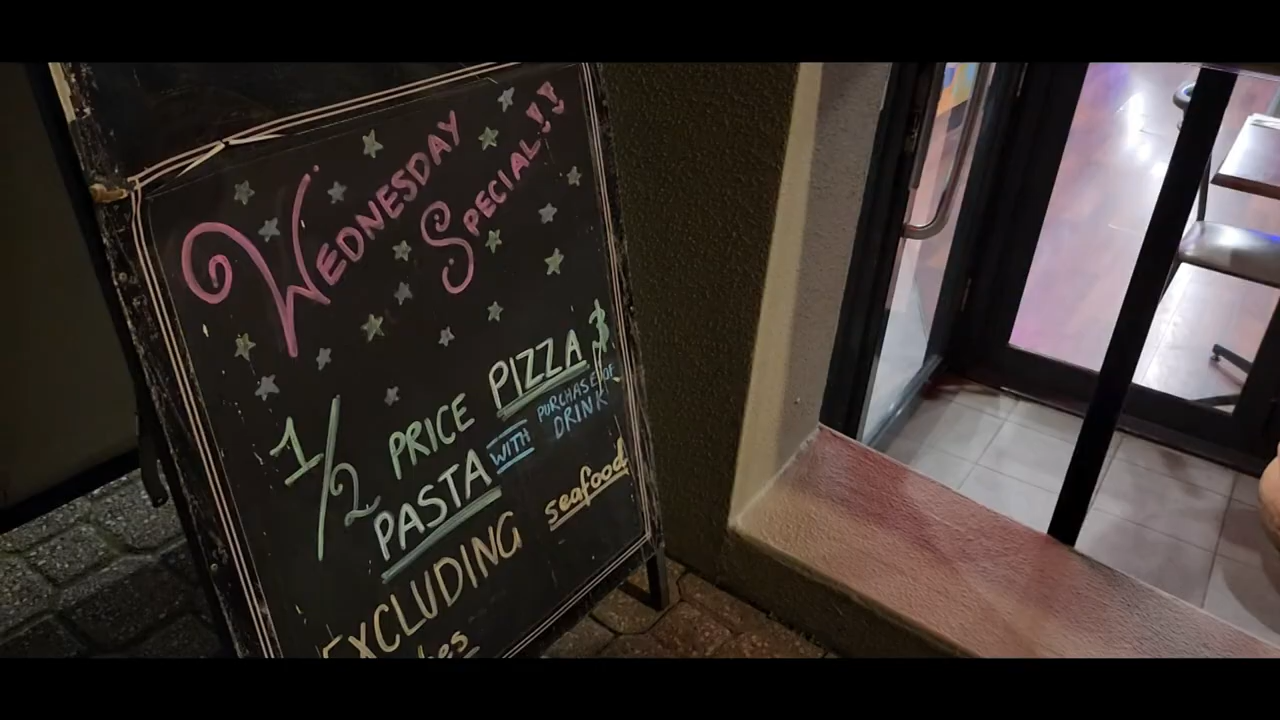 WEDNESDAY
SPECIAL!!
1/2 PRICE PIZZA &
PASTA WITH PURCHASE OF DRINK
EXCLUDING seafood